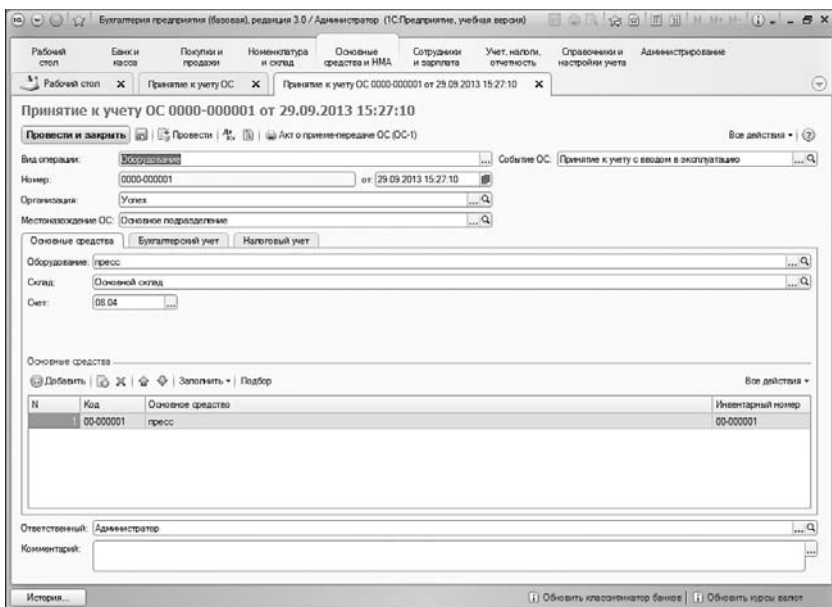 Бухгалтерия предприятия (базовая), редакция 3.0 / Администратор (1С:Предприятие, учебная версия)
M M+ M-
Рабочий стол
Банк и касса
Покупки и продажи
Номенклатура и склад
Основные средства и НМА
Сотрудники и зарплата
Учет, налоги, отчетность
Справочники и настройки учета
Администрирование
Рабочий стол
Принятие к учету ОС
Принятие к учету ОС 0000-000001 от 29.09.2013 15:27:10
Принятие к учету ОС 0000-000001 от 29.09.2013 15:27:10
Провести и закрыть Провести Акт о приеме-передаче ОС (ОС-1) Все действия
Вид операции: Оборудование ... Событие ОС: Принятие к учету с вводом в эксплуатацию ...
Номер: 0000-000001 от: 29.09.2013 15:27:10
Организация: Успех ...
Местонахождение ОС: Основное подразделение ...
Основные средства Бухгалтерский учет Налоговый учет
Оборудование: пресс ...
Склад: Основной склад ...
Счет: 08.04 ...
Основные средства
Добавить Заполнить Подбор Все действия
N Код Основное средство Инвентарный номер
1 00-000001 пресс 00-000001
Ответственный: Администратор ...
Комментарий: ...
История... Обновить классификатор банков Обновить курсы валют